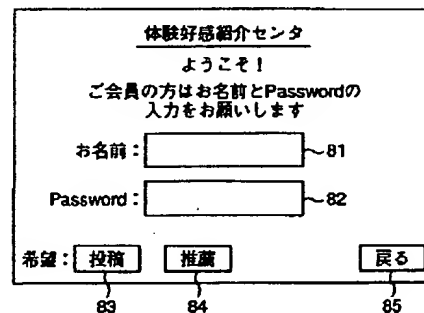 体験好感紹介センタ
ようこそ！
ご会員の方はお名前とPasswordの
入力をお願いします
お名前： 81
Password： 82
希望： 投稿 推薦 戻る
83 84 85